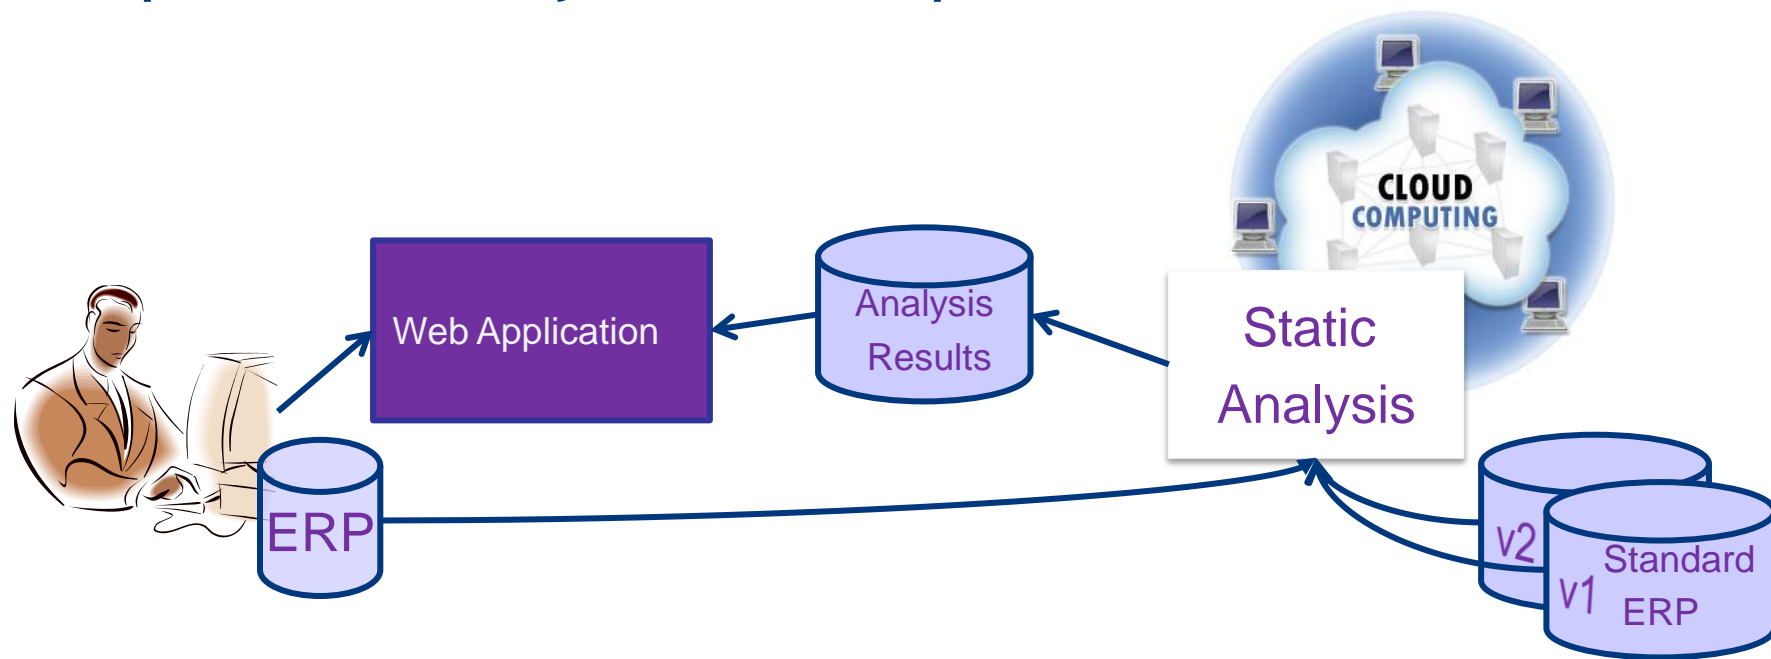 CLOUD
COMPUTING
Web Application
Analysis
Results
Static
Analysis
ERP
v2
v1
Standard
ERP